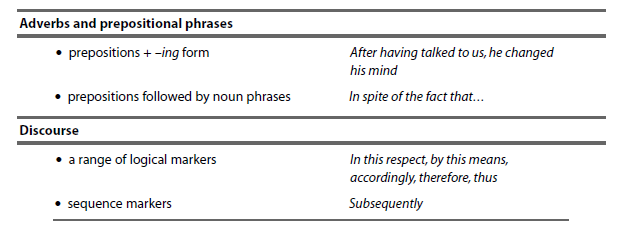 Adverbs and prepositional phrases
• prepositions + –ing form After having talked to us, he changed
his mind
• prepositions followed by noun phrases In spite of the fact that…
Discourse
• a range of logical markers In this respect, by this means,
accordingly, therefore, thus
• sequence markers Subsequently